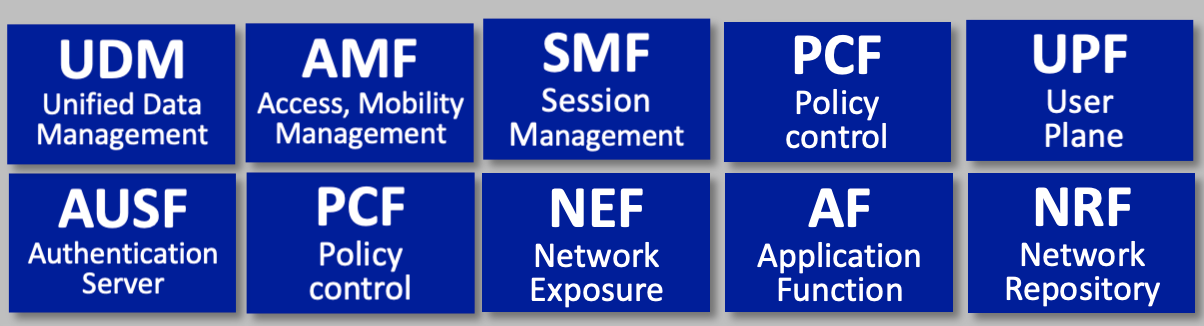 UDM
Unified Data
Management
AMF
Access, Mobility
Management
SMF
Session
Management
PCF
Policy
control
UPF
User
Plane
AUSF
Authentication
Server
PCF
Policy
control
NEF
Network
Exposure
AF
Application
Function
NRF
Network
Repository